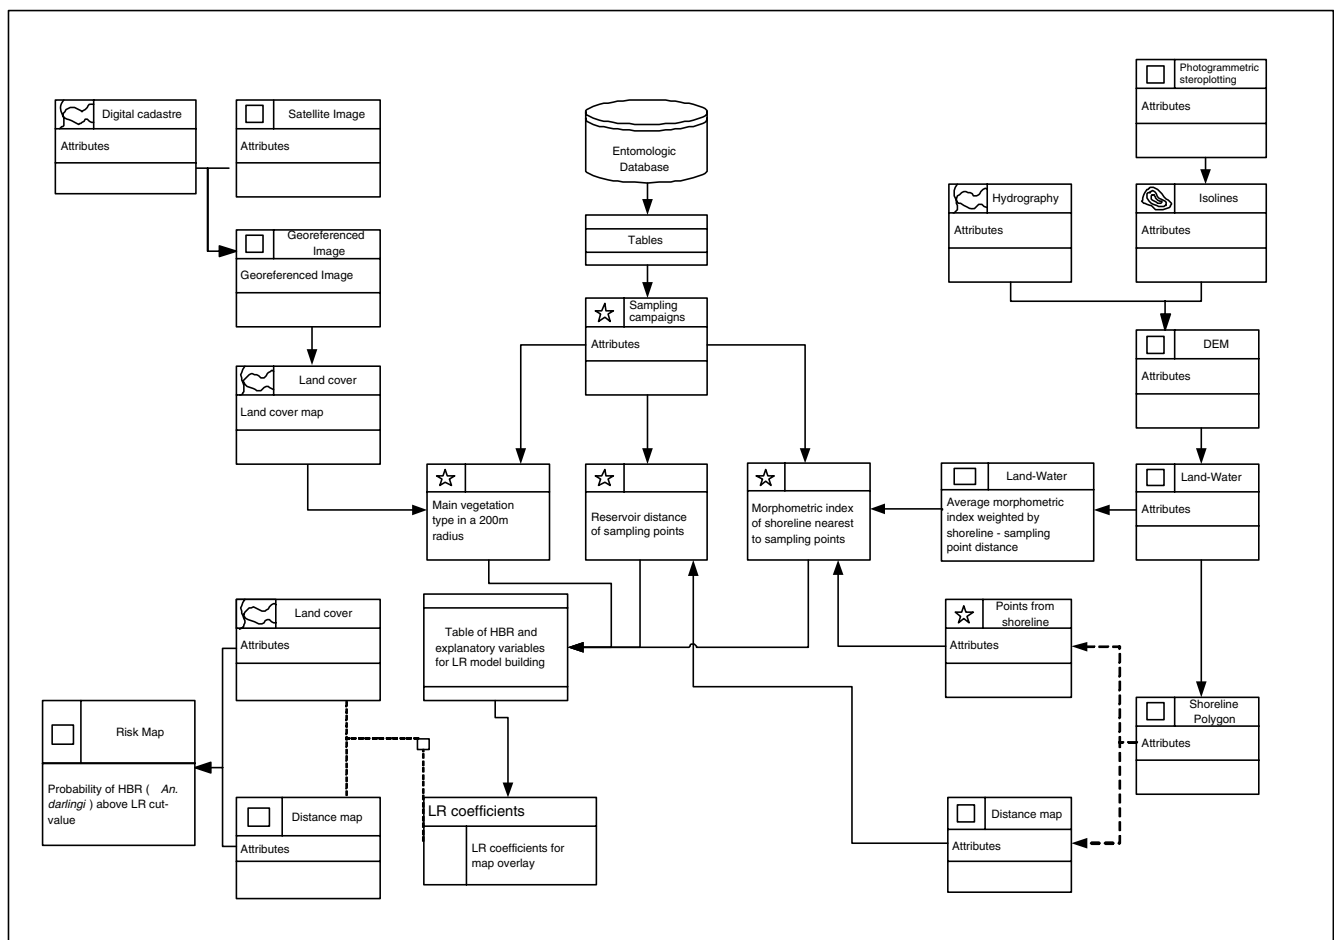 Photogrammetric
steroplotting
Attributes
Digital cadastre
Attributes
Satellite Image
Attributes
Entomologic
Database
Hydrography
Attributes
Isolines
Attributes
Tables
Georeferenced
Image
Georeferenced Image
Sampling
campaigns
Attributes
DEM
Attributes
Land cover
Land cover map
Main vegetation
type in a 200m
radius
Reservoir distance
of sampling points
Morphometric index
of shoreline nearest
to sampling points
Land-Water
Average morphometric
index weighted by
shoreline - sampling
point distance
Land-Water
Attributes
Land cover
Attributes
Table of HBR and
explanatory variables
for LR model building
Points from
shoreline
Attributes
Risk Map
Probability of HBR ( An.
darlingi ) above LR cut-
value
Shoreline
Polygon
Attributes
Distance map
Attributes
LR coefficients
LR coefficients for
map overlay
Distance map
Attributes